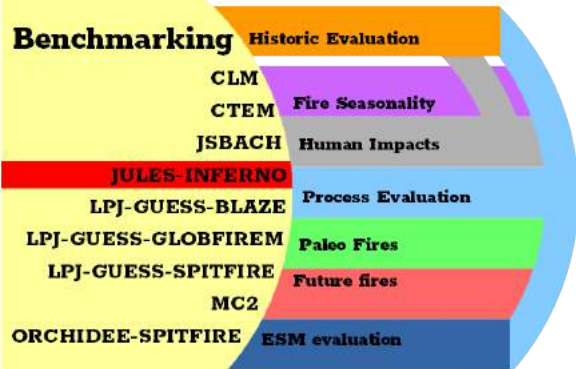 Benchmarking
Historic Evaluation
CLM
CTEM
Fire Seasonality
JSBACH
Human Impacts
JULES-INFERNO
LPJ-GUESS-BLAZE
Process Evaluation
LPJ-GUESS-GLOBFIREM
Paleo Fires
LPJ-GUESS-SPITFIRE
Future fires
MC2
ORCHIDEE-SPITFIRE
ESM evaluation